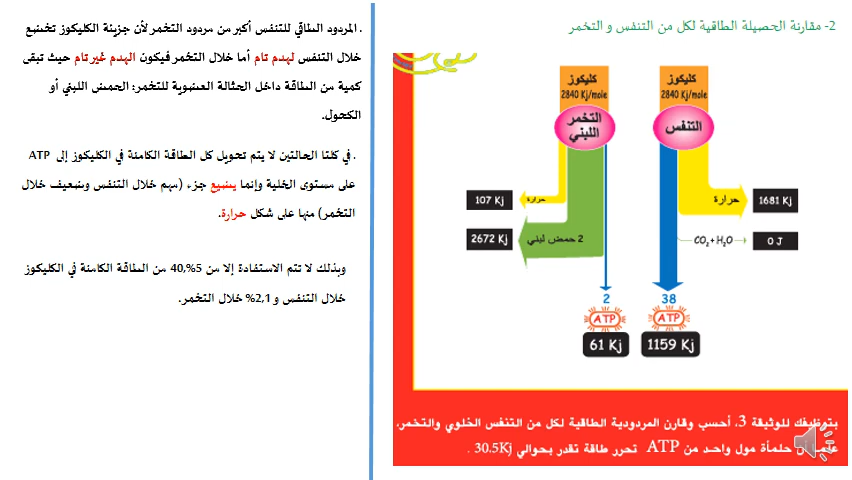 2- مقارنة الحصيلة الطاقية لكل من التنفس و التخمر
كليكوز
2840 Kj/mole
التنفس
حرارة
1681 Kj
CO2 + H2O
0 J
38
ATP
1159 Kj
كليكوز
2840 Kj/mole
التخمر
اللبني
حرارة
107 Kj
2 حمض لبني
2672 Kj
2
ATP
61 Kj
بتوظيفك للوثيقة 3، أحسب وقارن المردودية الطاقية لكل من التنفس الخلوي والتخمر،
حلمأة مول واحد من ATP تحرر طاقة تقدر بحوالي 30.5Kj .
. المردود الطاقي للتنفس أكبر من مردود التخمر لأن جزيئة الكليكوز تخضع
خلال التنفس لهدم تام أما خلال التخمر فيكون الهدم غير تام حيث تبقى
كمية من الطاقة داخل الحثالة العضوية للتخمر: الحمض اللبني أو
الكحول.
. في كلتا الحالتين لا يتم تحويل كل الطاقة الكامنة في الكليكوز إلى ATP
على مستوى الخلية وإنما يضيع جزء (مهم خلال التنفس وضعيف خلال
التخمر) منها على شكل حرارة.
وبذلك لا تتم الاستفادة إلا من 5%,40 من الطاقة الكامنة في الكليكوز
خلال التنفس و 2,1% خلال التخمر.